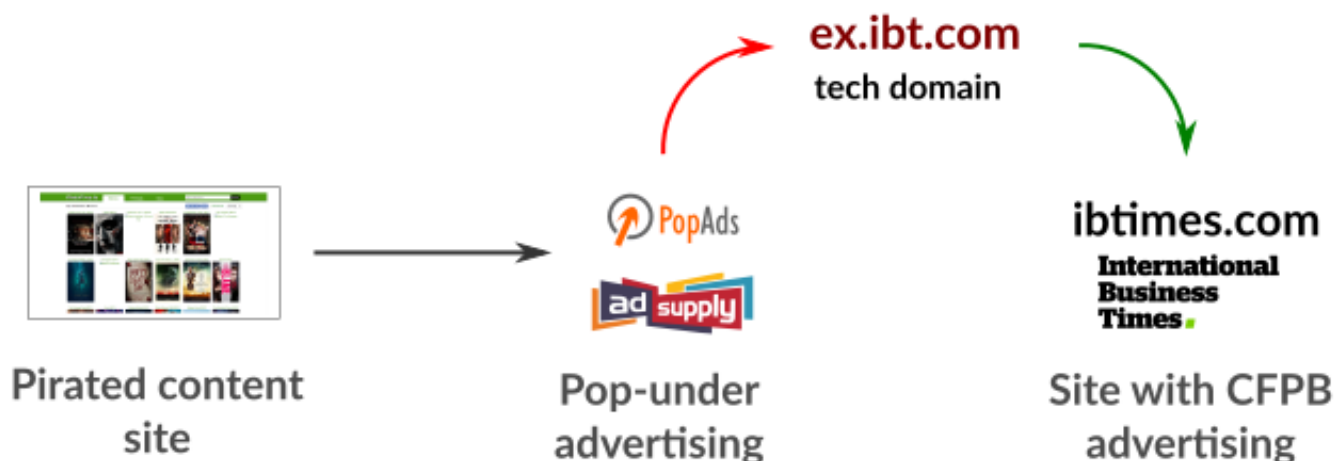 ex.ibt.com
tech domain
PopAds
ad supply
ibtimes.com
International
Business
Times.
Pirated content
site
Pop-under
advertising
Site with CFPB
advertising